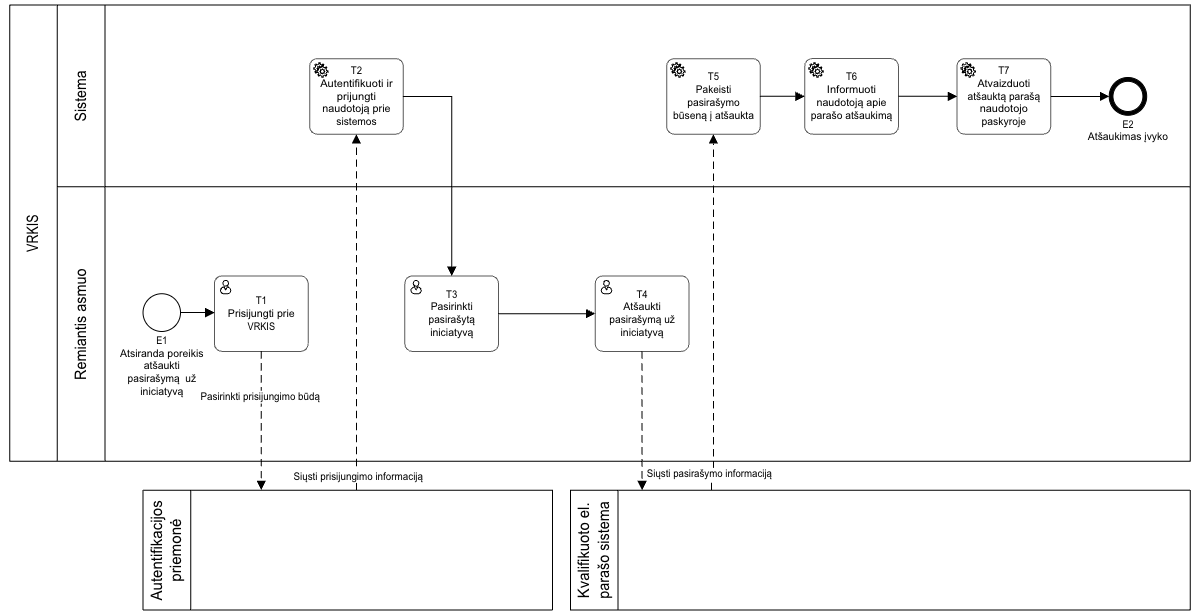 VRKIS
Sistema
T2
Autentifikuoti ir
prijungti
naudotoją prie
sistemos
T5
Pakeisti
pasirašymo
būseną į atšaukta
T6
Informuoti
naudotoją apie
parašo atšaukimą
T7
Atvaizduoti
atšauktą parašą
naudotojo
paskyroje
E2
Atšaukimas įvyko
Remiantis asmuo
E1
Atsiranda poreikis
atšaukti
pasirašymą už
iniciatyvą
T1
Prisijungti prie
VRKIS
T3
Pasirinkti
pasirašytą
iniciatyvą
T4
Atšaukti
pasirašymą už
iniciatyvą
Pasirinkti prisijungimo būdą
Siųsti prisijungimo informaciją
Siųsti pasirašymo informaciją
Autentifikacijos
priemonė
Kvalifikuoto el.
parašo sistema